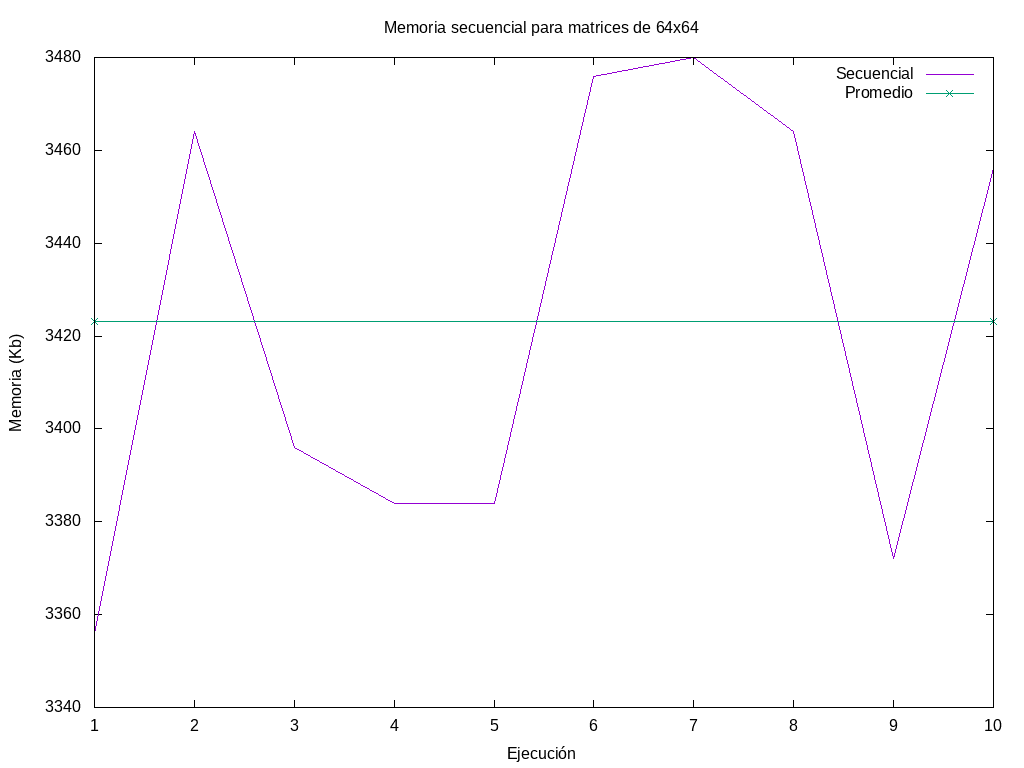 Memoria secuencial para matrices de 64x64
3480
3460
3440
3420
3400
3380
3360
3340
Memoria (Kb)
Secuencial
Promedio
1 2 3 4 5 6 7 8 9 10
Ejecución